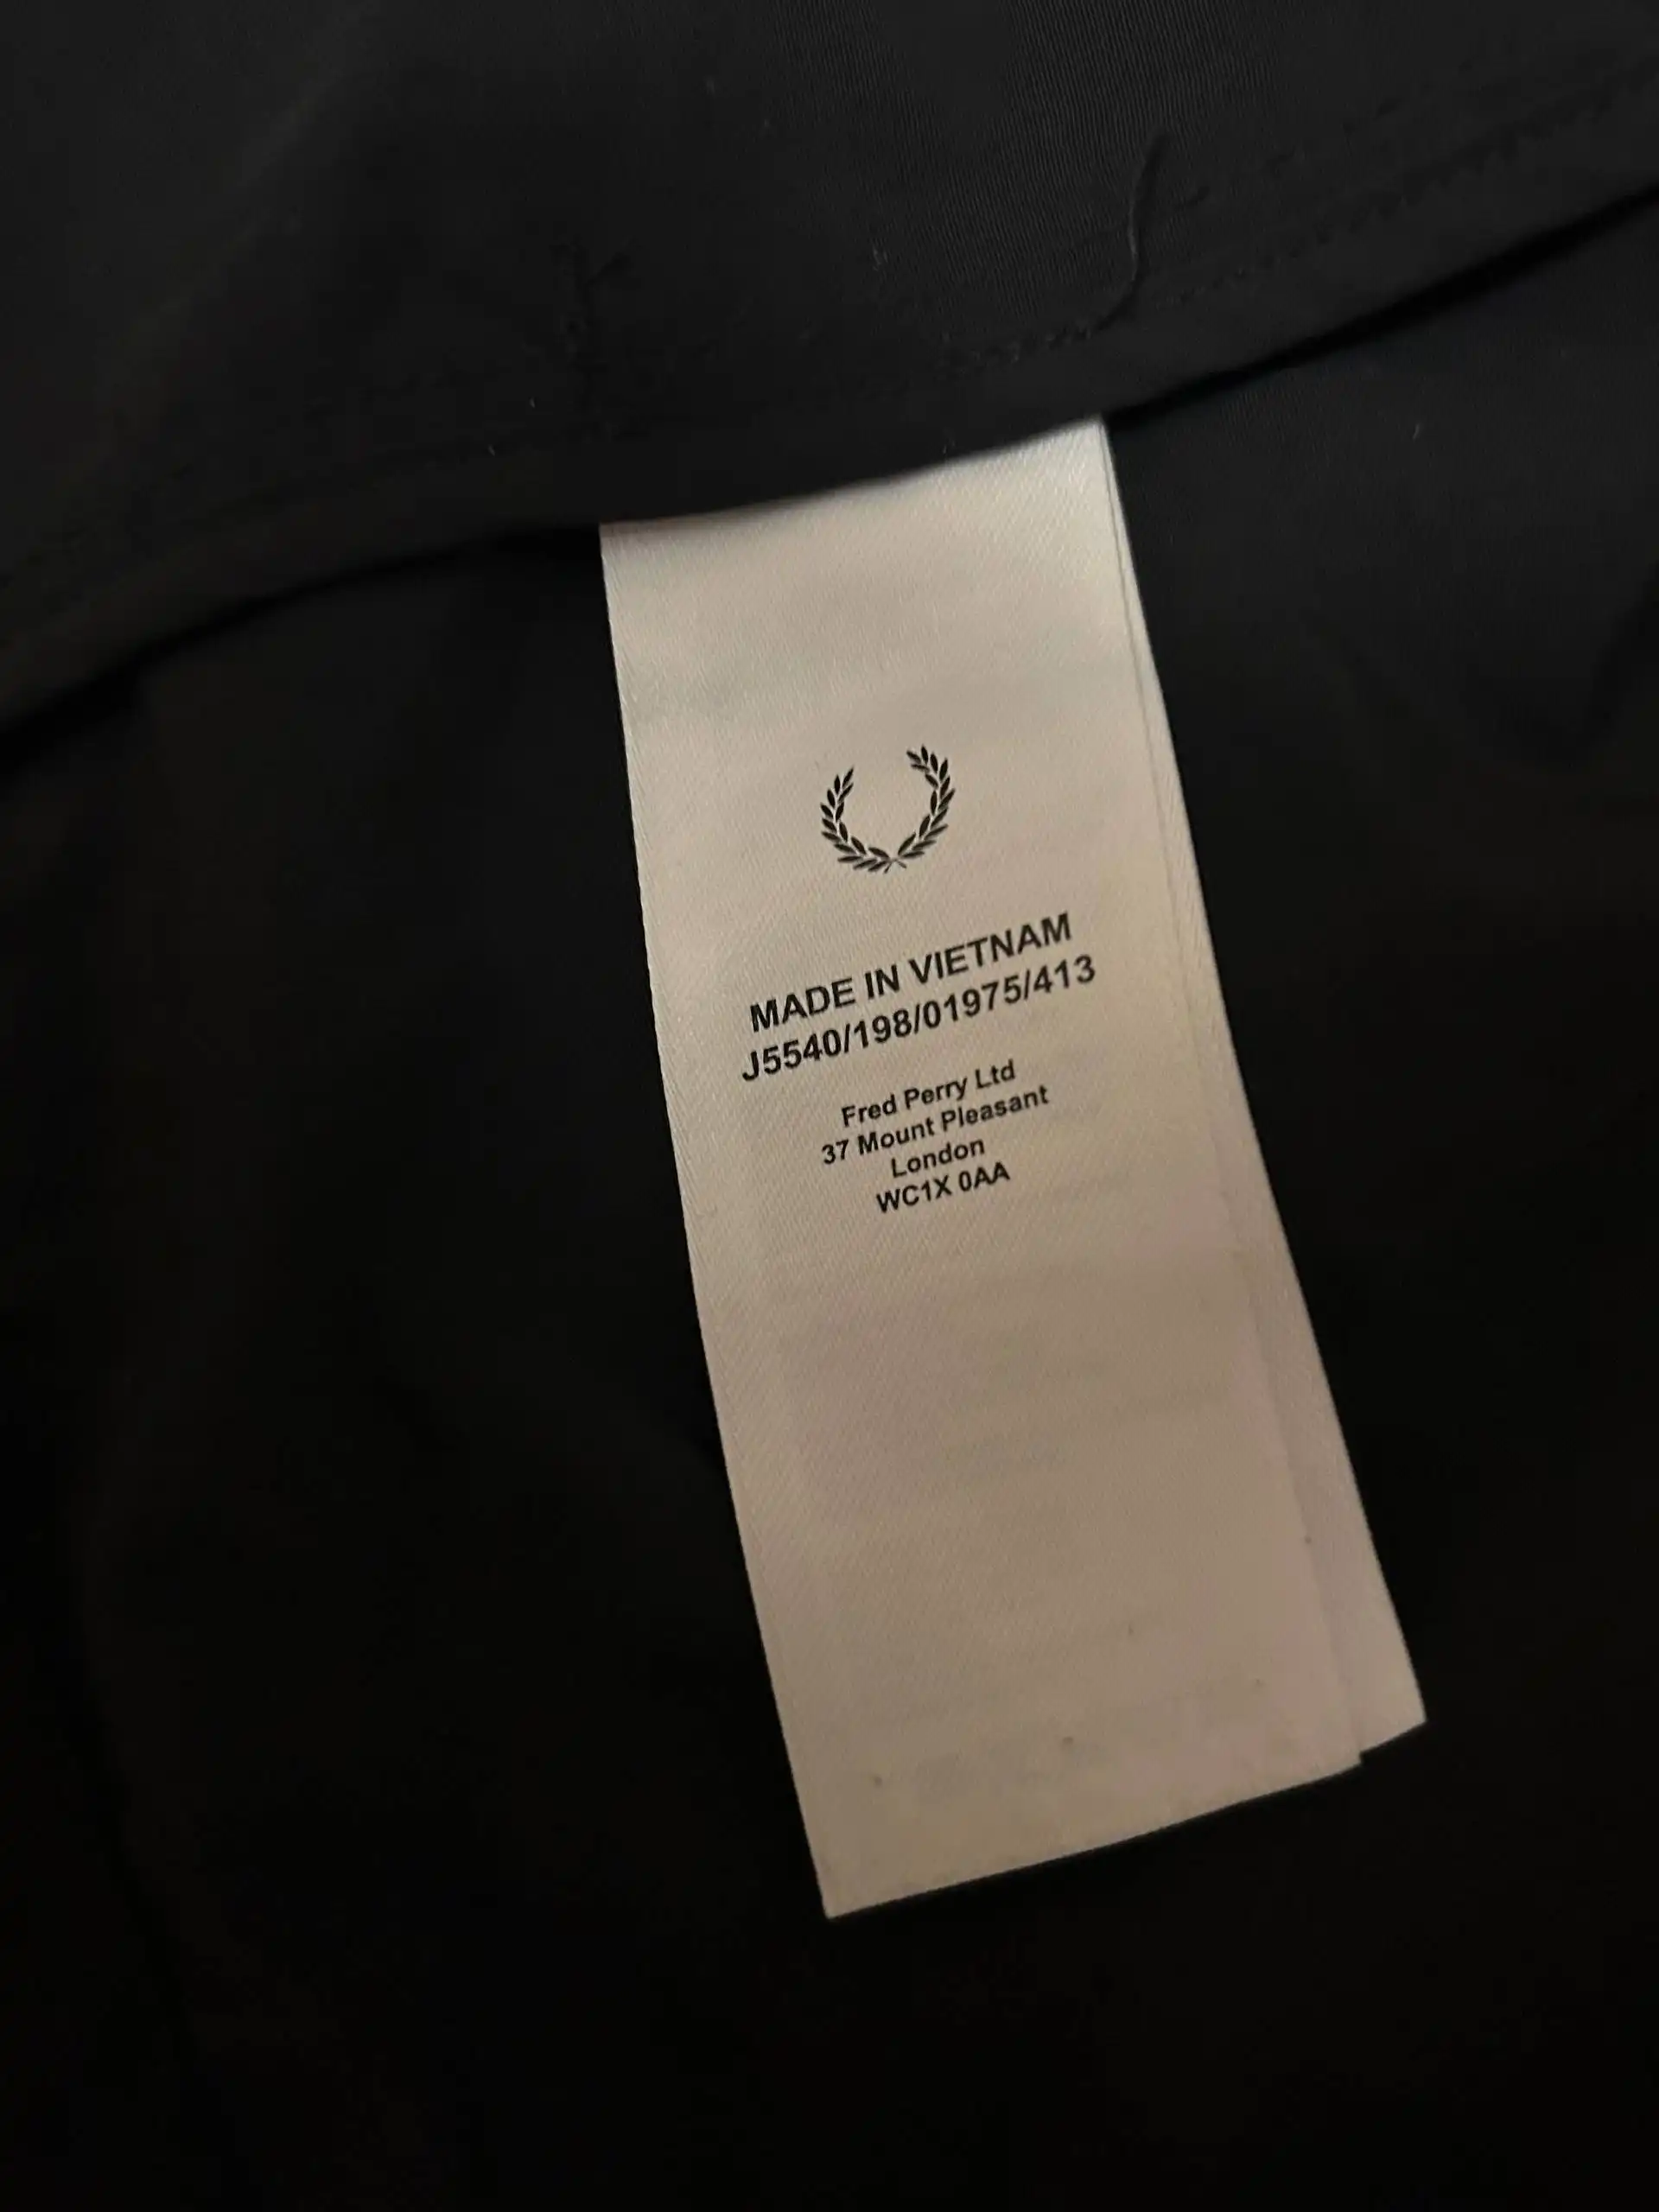 MADE IN VIETNAM
J5540/198/01975/413
Fred Perry Ltd
37 Mount Pleasant
London
WC1X 0AA